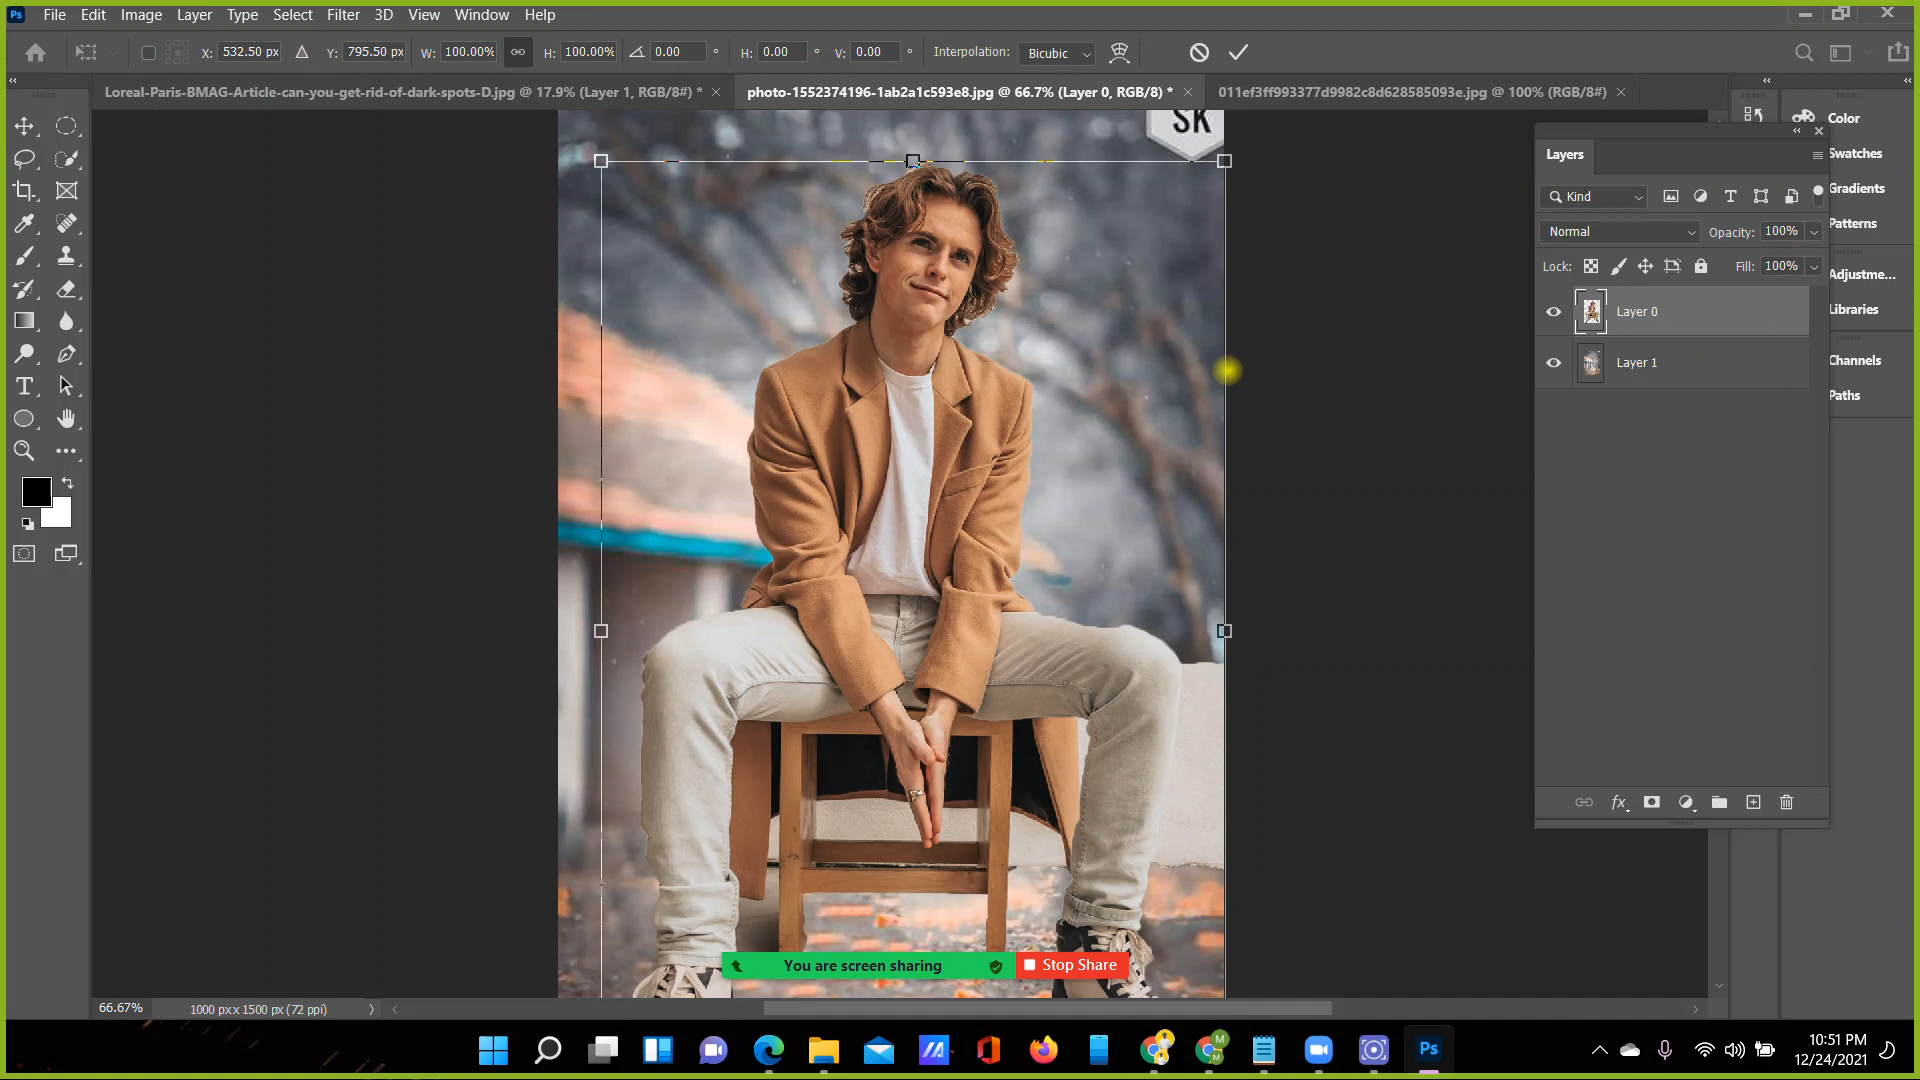 Ps File Edit Image Layer Type Select Filter 3D View Window Help
X: 532.50 px Y: 795.50 px W: 100.00% H: 100.00% 0.00 ° H: 0.00 ° V: 0.00 ° Interpolation: Bicubic
Loreal-Paris-BMAG-Article-can-you-get-rid-of-dark-spots-D.jpg @ 17.9% (Layer 1, RGB/8#) * photo-1552374196-1ab2a1c593e8.jpg @ 66.7% (Layer 0, RGB/8) * 011ef3ff993377d9982c8d628585093e.jpg @ 100% (RGB/8#)
SK
Color
Layers
Swatches
Kind
Gradients
Patterns
Normal Opacity: 100%
Lock: Fill: 100%
Adjustme...
Libraries
Layer 0
Layer 1
Channels
Paths
fx
You are screen sharing Stop Share
66.67% 1000 px x 1500 px (72 ppi)
Ps
10:51 PM
12/24/2021